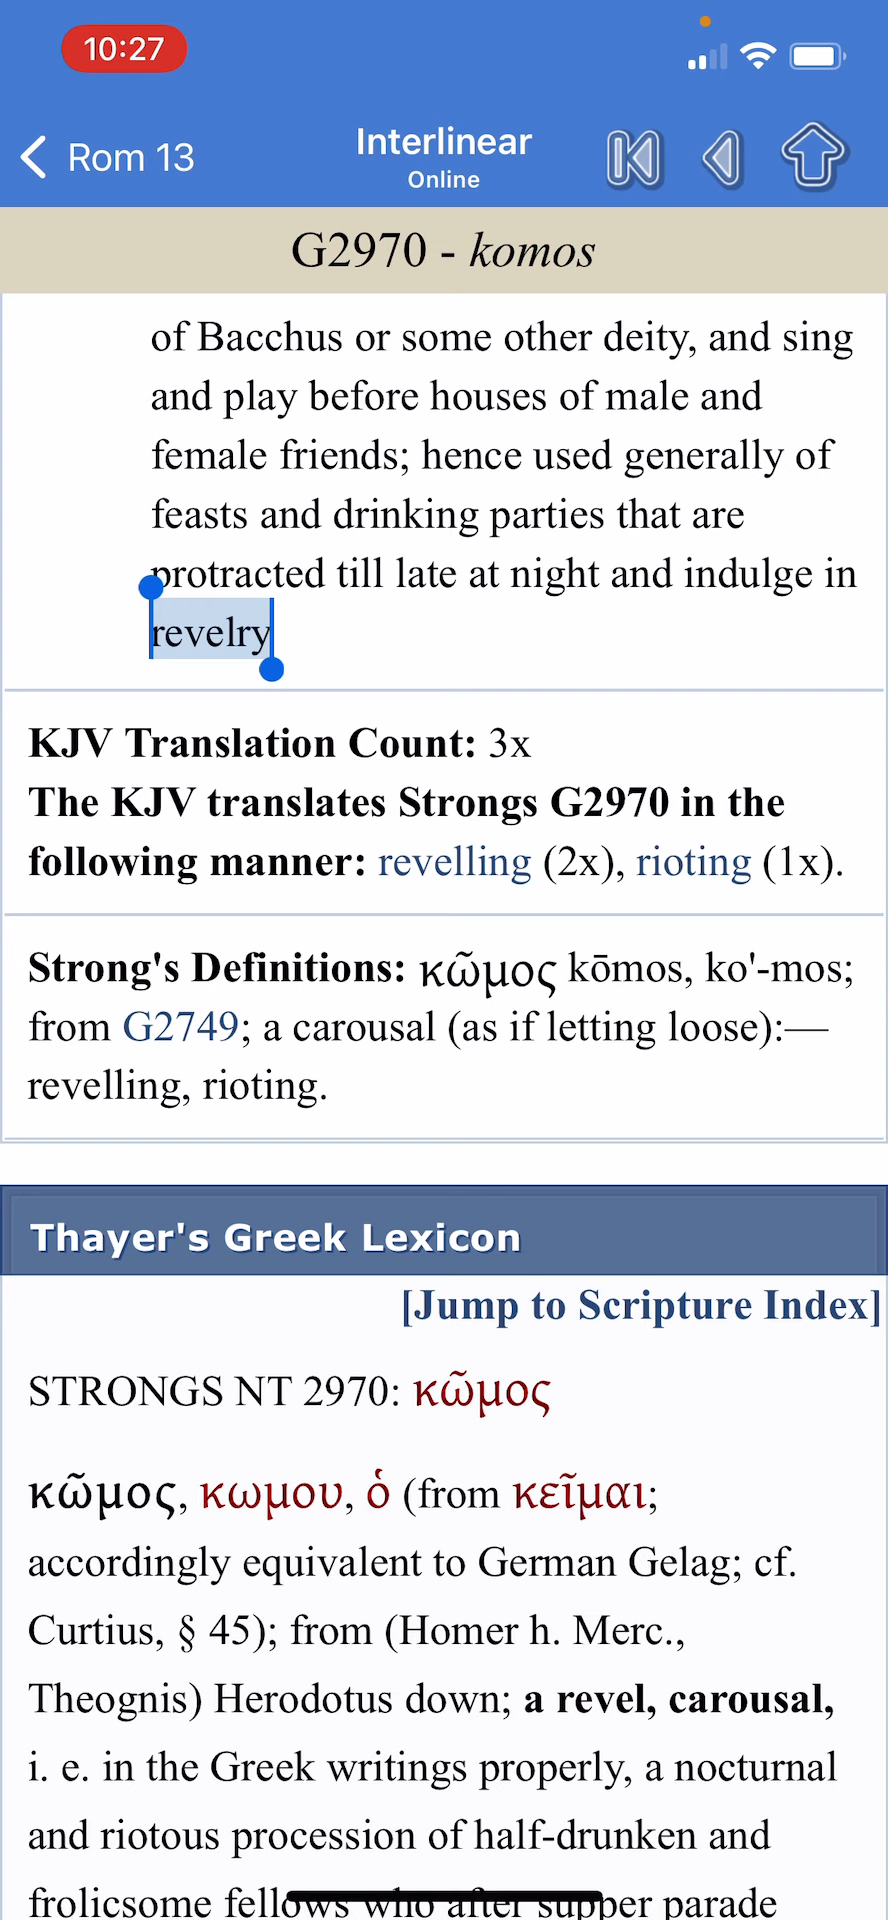 10:27
Rom 13
Interlinear
Online
G2970 - komos
of Bacchus or some other deity, and sing
and play before houses of male and
female friends; hence used generally of
feasts and drinking parties that are
protracted till late at night and indulge in
revelry
KJV Translation Count: 3x
The KJV translates Strongs G2970 in the
following manner: revelling (2x), rioting (1x).
Strong's Definitions: κῶμος kōmos, ko'-mos;
from G2749; a carousal (as if letting loose):—
revelling, rioting.
Thayer's Greek Lexicon
[Jump to Scripture Index]
STRONGS NT 2970: κῶμος
κῶμος, κωμου, ὁ (from κεῖμαι;
accordingly equivalent to German Gelag; cf.
Curtius, § 45); from (Homer h. Merc.,
Theognis) Herodotus down; a revel, carousal,
i. e. in the Greek writings properly, a nocturnal
and riotous procession of half-drunken and
frolicsome fellows who after supper parade